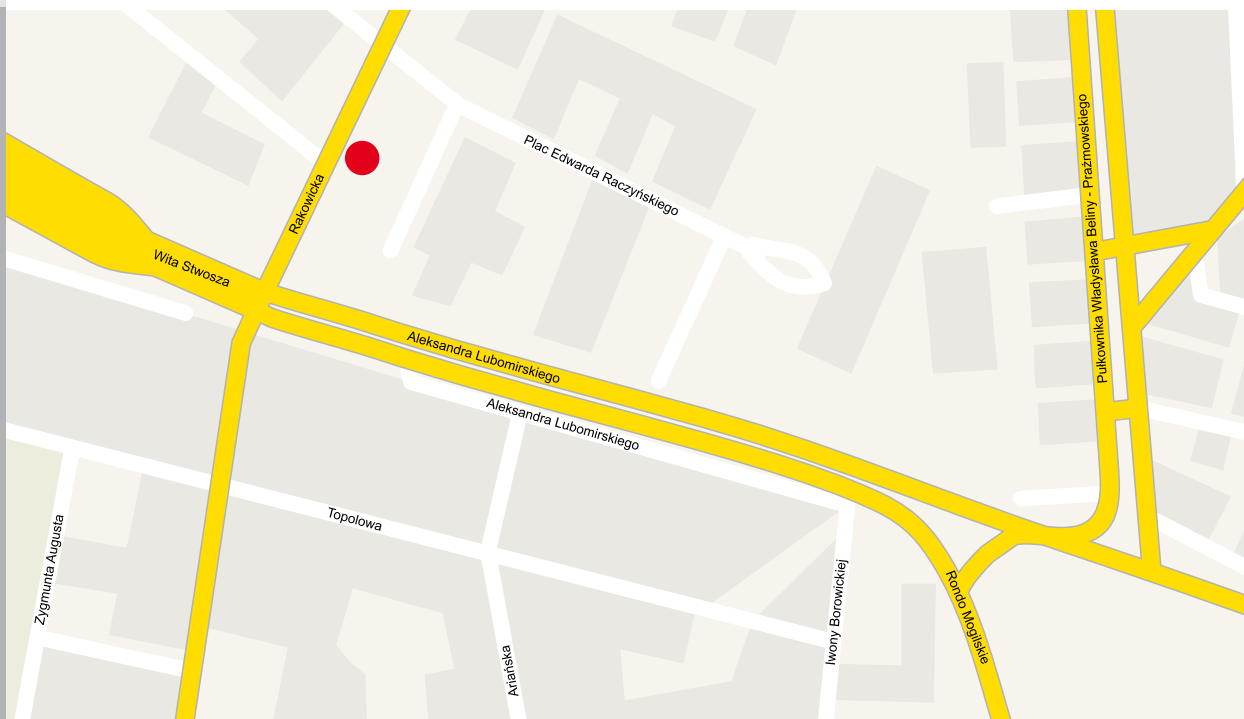 Plac Edwarda Raczyńskiego
Pułkownika Władysława Beliny - Prażmowskiego
Rakowicka
Wita Stwosza
Aleksandra Lubomirskiego
Aleksandra Lubomirskiego
Topolowa
Zygmunta Augusta
Iwony Borowickiej
Rondo Mogilskie
Ariańska